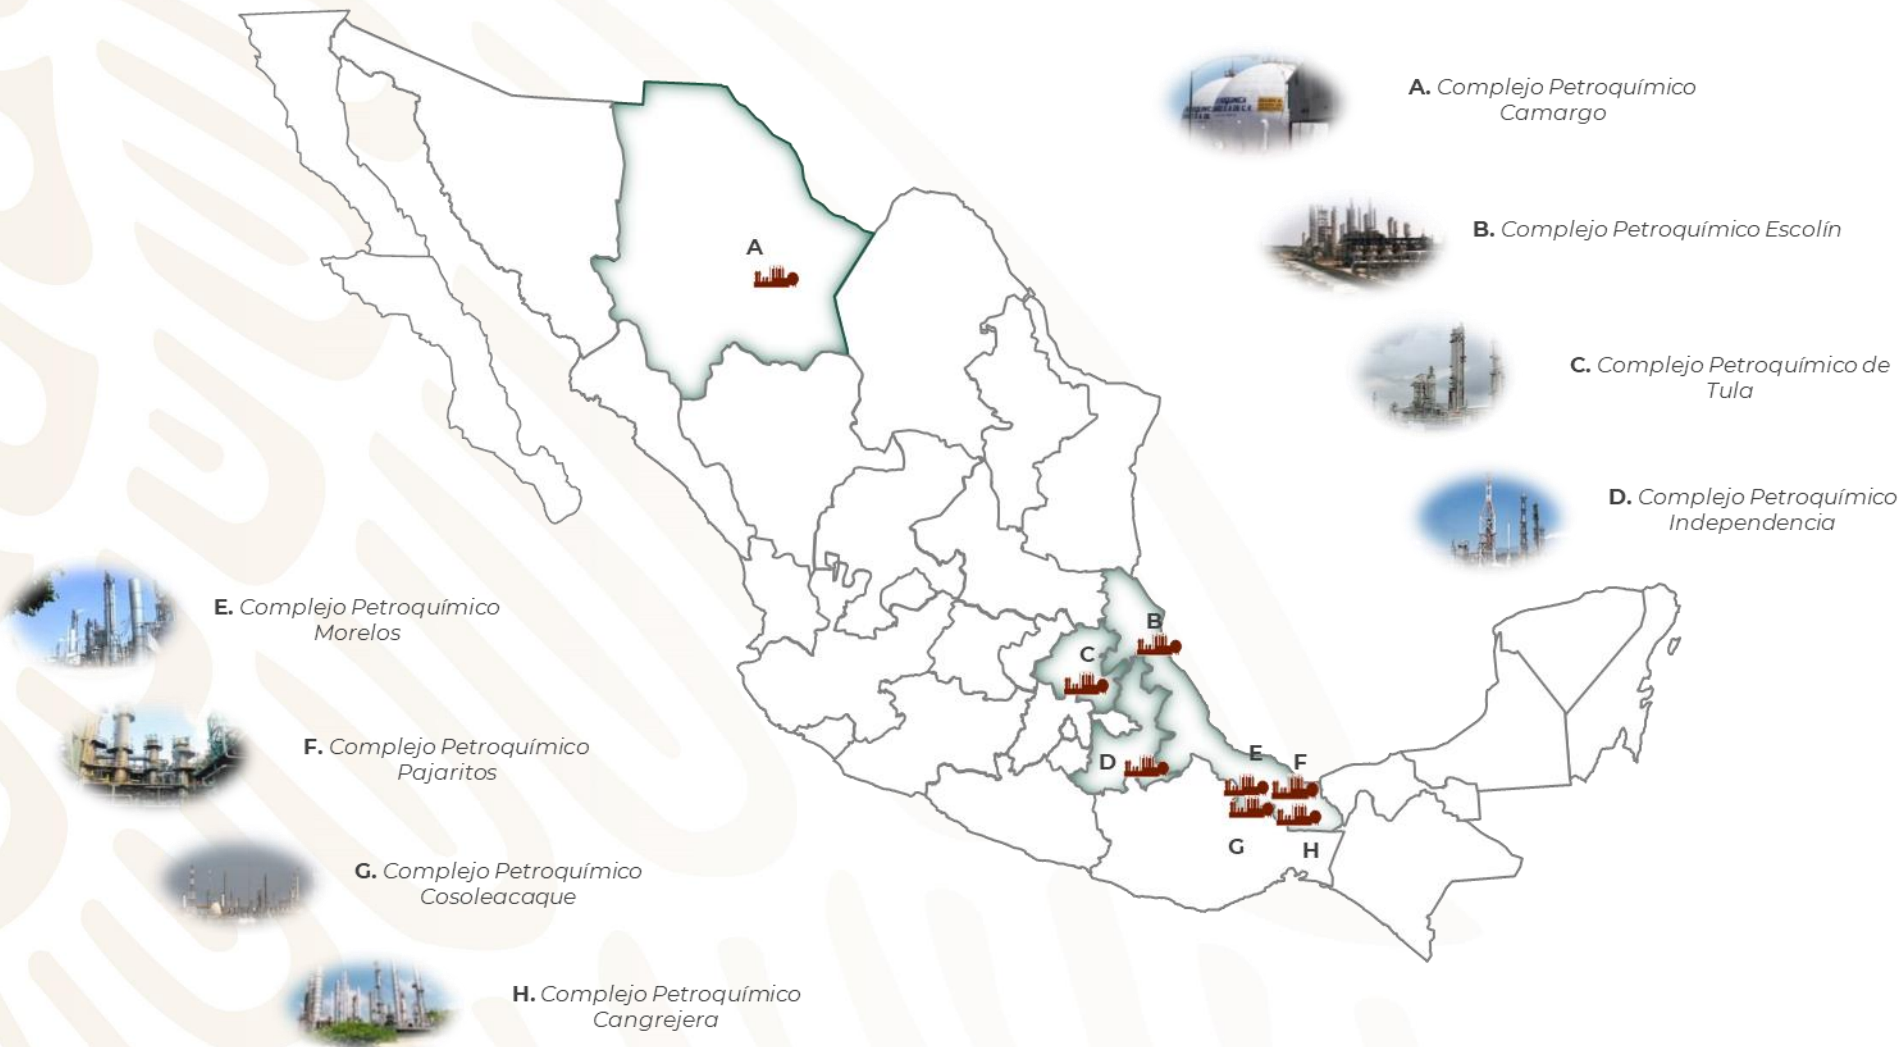 A. Complejo Petroquímico
Camargo
B. Complejo Petroquímico Escolín
C. Complejo Petroquímico de
Tula
D. Complejo Petroquímico
Independencia
E. Complejo Petroquímico
Morelos
F. Complejo Petroquímico
Pajaritos
G. Complejo Petroquímico
Cosoleacaque
H. Complejo Petroquímico
Cangrejera
A
B
C
D
E
F
G
H